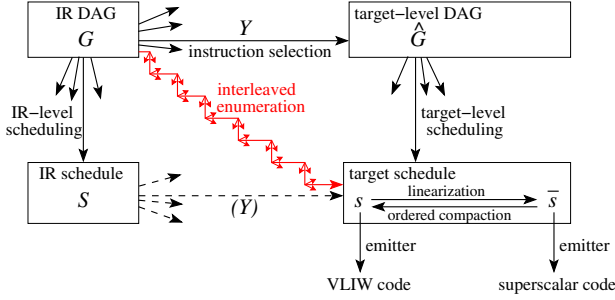 IR DAG
G
Y
instruction selection
target-level DAG
Ĝ
IR-level
scheduling
interleaved
enumeration
target-level
scheduling
IR schedule
S
(Y)
target schedule
s
linearization
ordered compaction
s̅
emitter
emitter
VLIW code
superscalar code